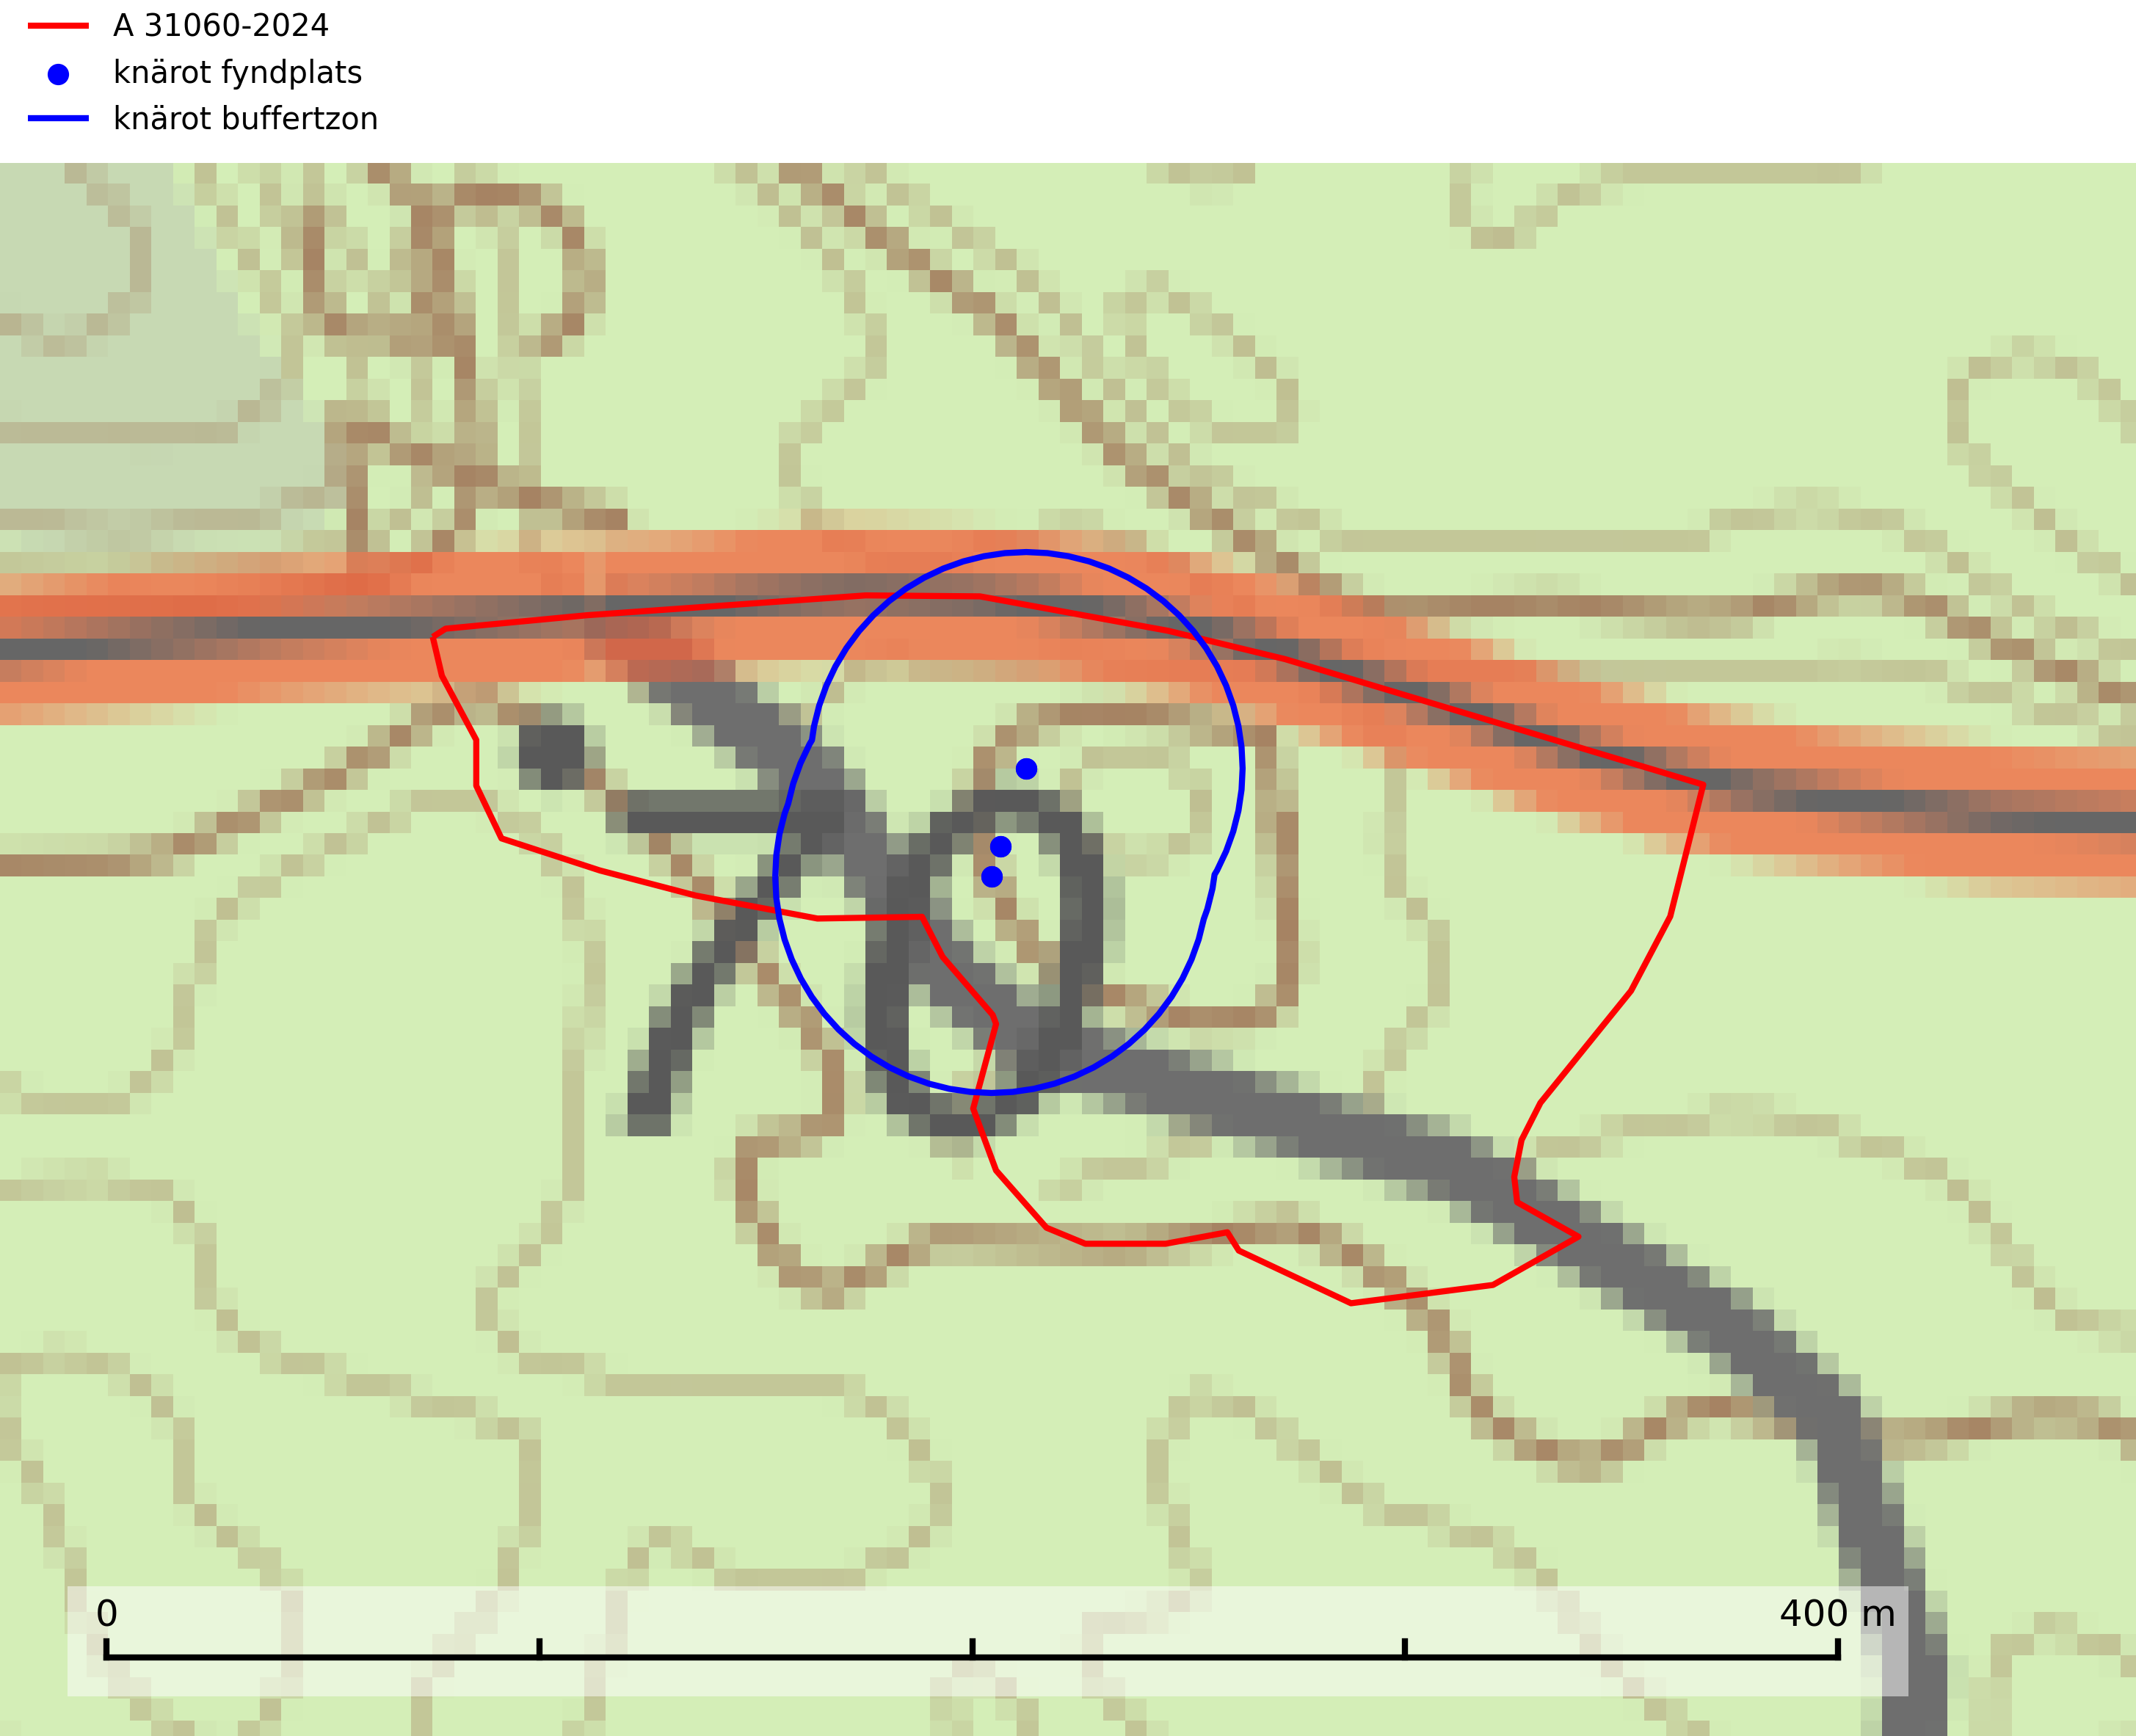 A 31060-2024
knärot fyndplats
knärot buffertzon
0
400 m